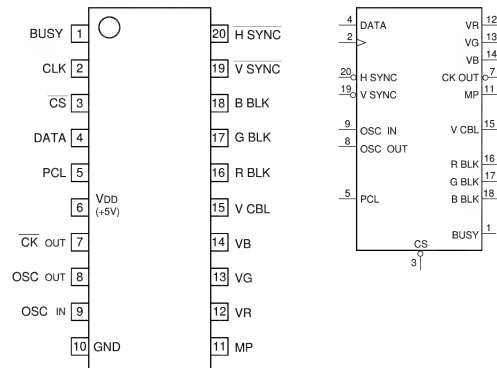 BUSY 1
CLK 2
CS 3
DATA 4
PCL 5
6 VDD
(+5V)
CK OUT 7
OSC OUT 8
OSC IN 9
10 GND
20 H SYNC
19 V SYNC
18 B BLK
17 G BLK
16 R BLK
15 V CBL
14 VB
13 VG
12 VR
11 MP
4 DATA
2
20 H SYNC
19 V SYNC
9 OSC IN
8 OSC OUT
5 PCL
VR 12
VG 13
VB 14
CK OUT 7
MP 11
V CBL 15
R BLK 16
G BLK 17
B BLK 18
BUSY 1
CS
3